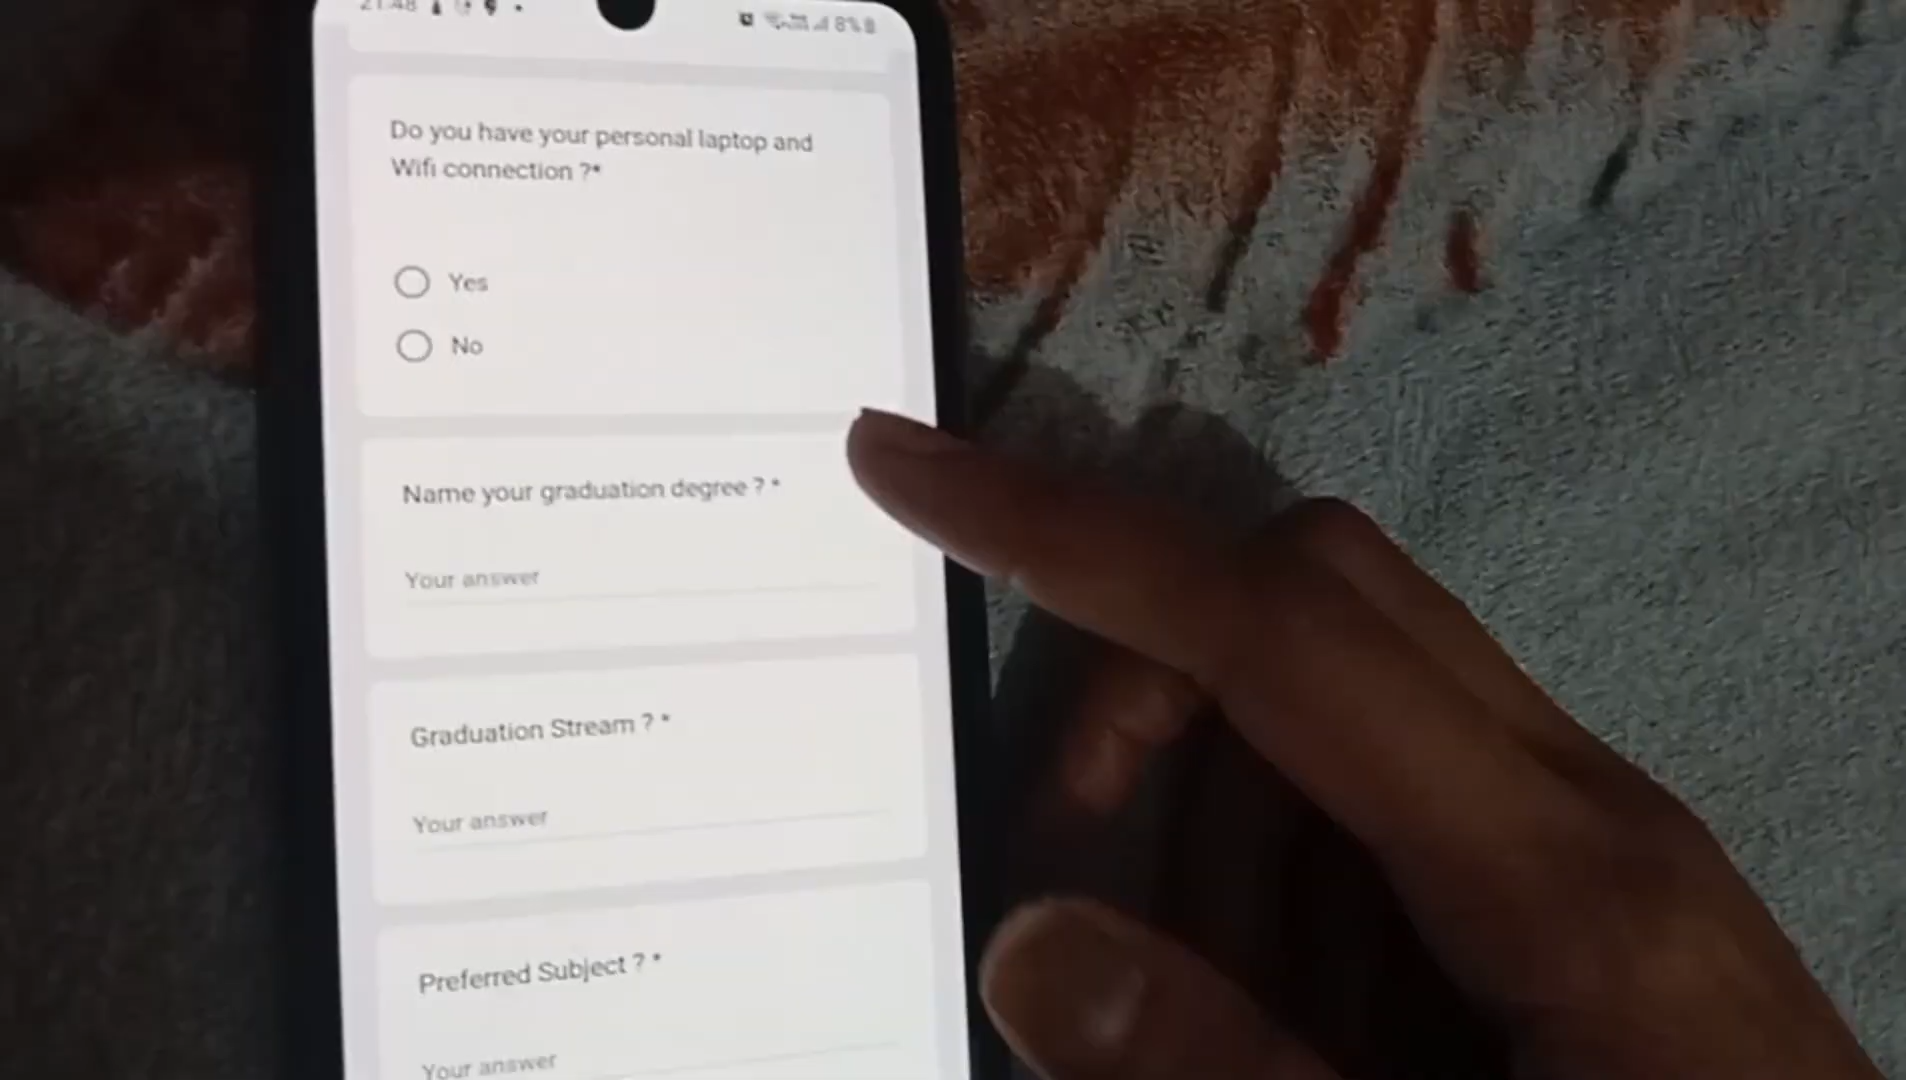 21:48
8%
Do you have your personal laptop and
Wifi connection ?*
Yes
No
Name your graduation degree ? *
Your answer
Graduation Stream ? *
Your answer
Preferred Subject ? *
Your answer